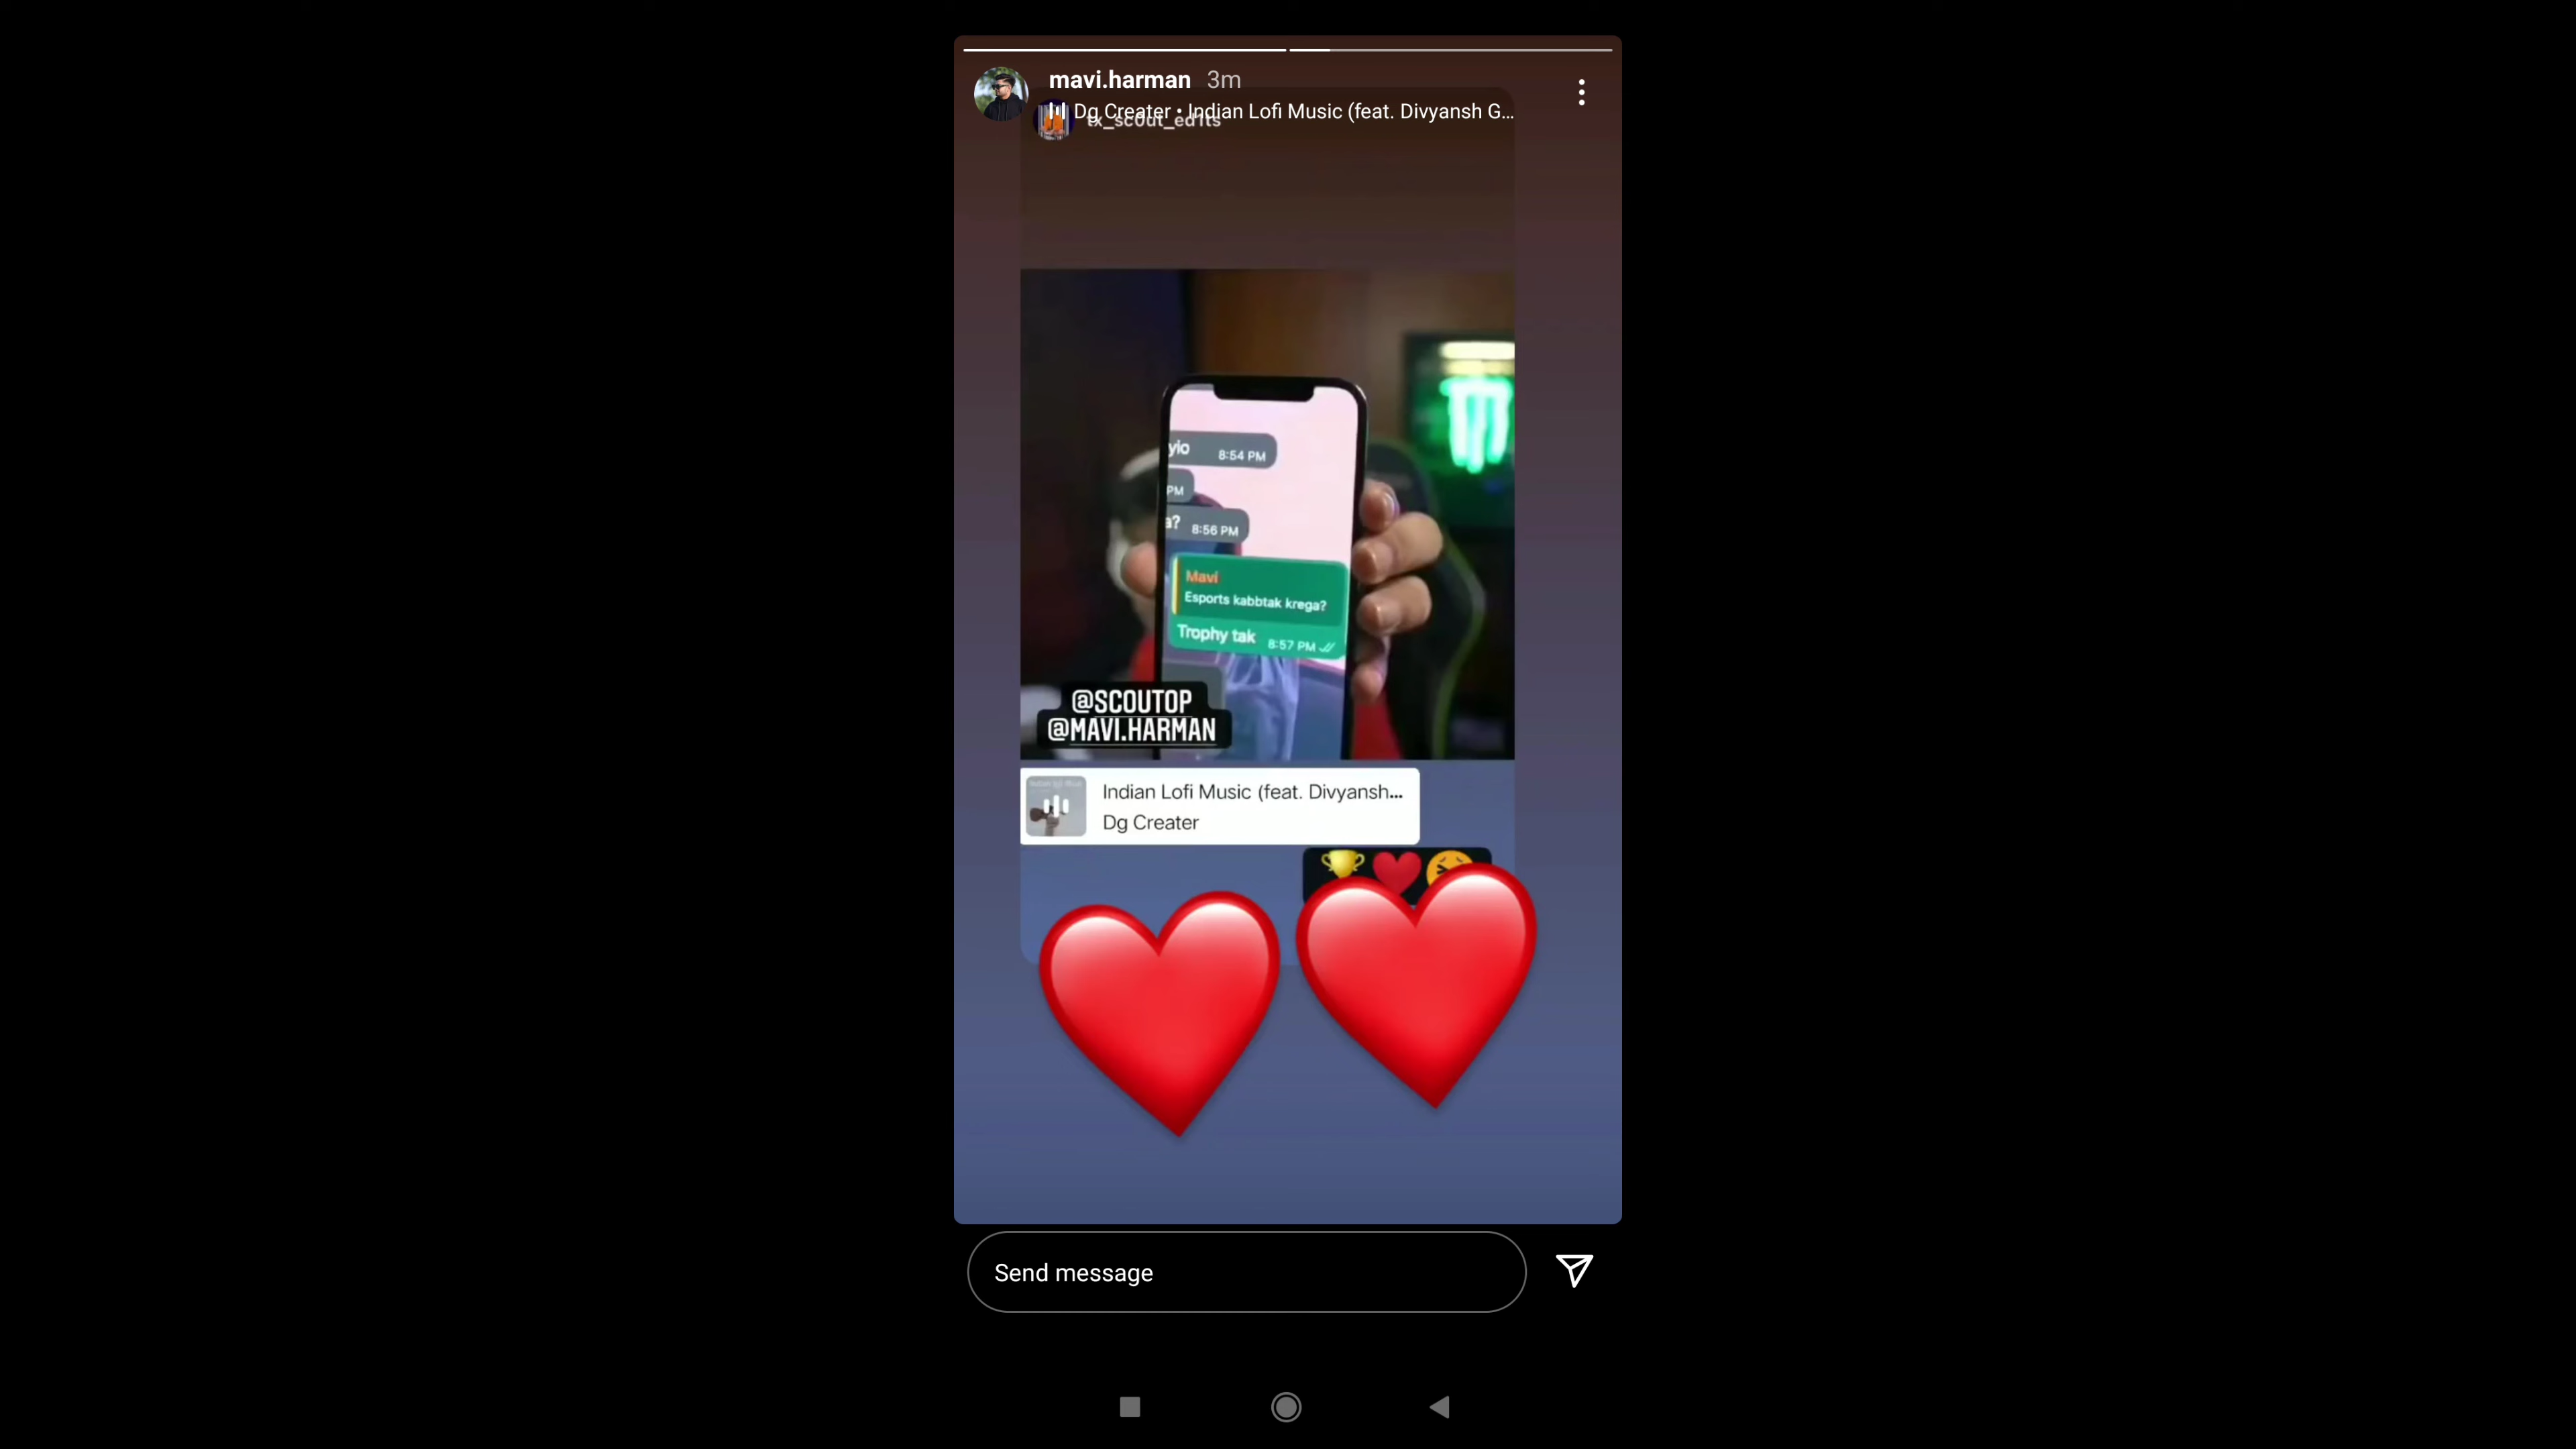 mavi.harman 3m
Dg Creater • Indian Lofi Music (feat. Divyansh G...
tx_sc0ut_ed1ts
yio 8:54 PM
PM
a? 8:56 PM
Mavi
Esports kabbtak krega?
Trophy tak 8:57 PM
@SCOUTOP
@MAVI.HARMAN
Indian Lofi Music (feat. Divyansh...
Dg Creater
Send message